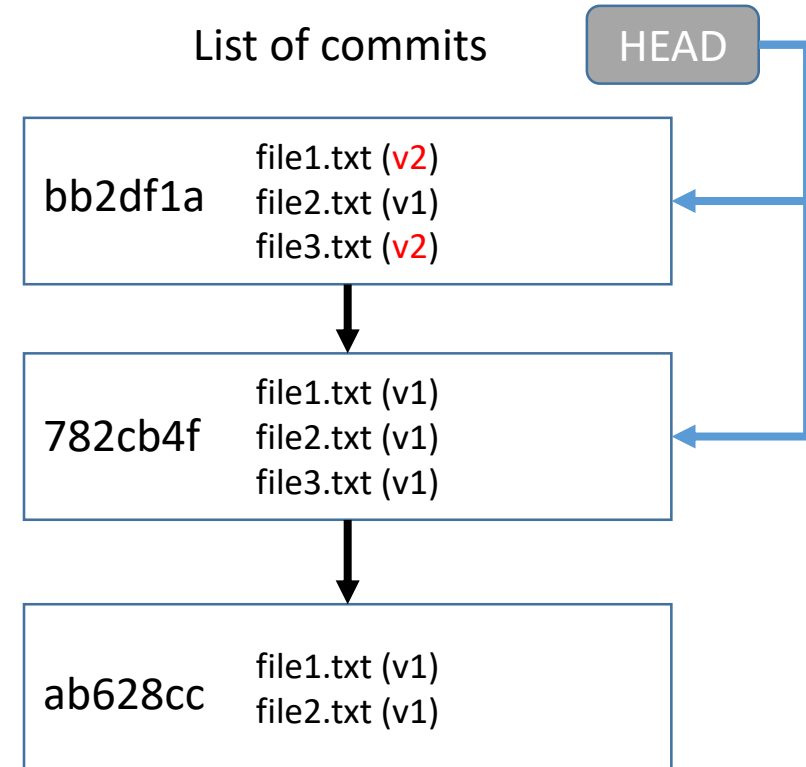 List of commits
HEAD
bb2df1a
file1.txt (v2)
file2.txt (v1)
file3.txt (v2)
782cb4f
file1.txt (v1)
file2.txt (v1)
file3.txt (v1)
ab628cc
file1.txt (v1)
file2.txt (v1)